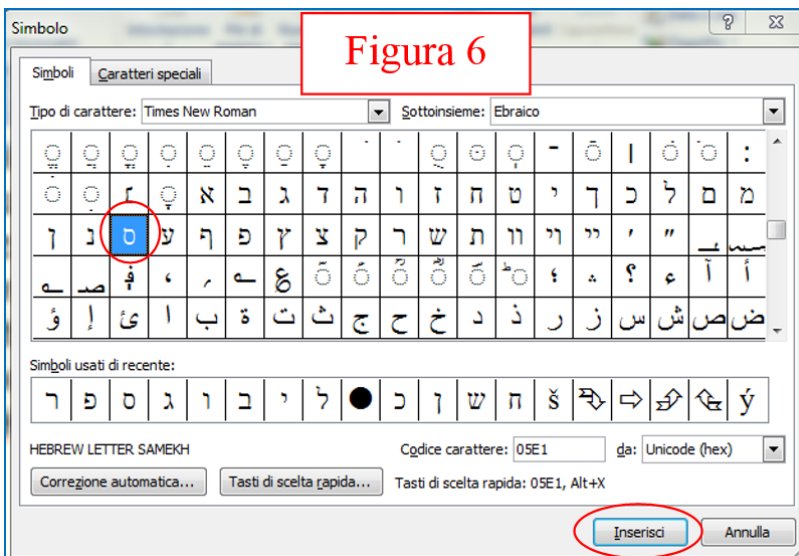 Simbolo
Figura 6
Simboli Caratteri speciali
Tipo di carattere: Times New Roman Sottoinsieme: Ebraico
־ ׀ :
א ב ג ד ה ו ז ח ט י ך כ ל ם מ
ן נ ס ע ף פ ץ צ ק ר ש ת װ ױ ײ ׳ ״
، ؛ ؟ ء آ أ
ؤ إ ئ ا ب ة ت ث ج ح خ د ذ ر ز س ش ص ض
Simboli usati di recente:
ר פ ס ג ו ב י ל ● כ ן ש ח š ⇨ ý
HEBREW LETTER SAMEKH Codice carattere: 05E1 da: Unicode (hex)
Correzione automatica... Tasti di scelta rapida... Tasti di scelta rapida: 05E1, Alt+X
Inserisci Annulla